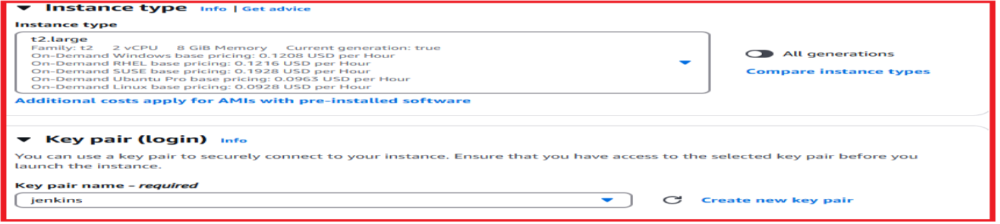 Instance type Info | Get advice
Instance type
t2.large
Family: t2 2 vCPU 8 GiB Memory Current generation: true
On-Demand Windows base pricing: 0.1208 USD per Hour
On-Demand RHEL base pricing: 0.1216 USD per Hour
On-Demand SUSE base pricing: 0.1928 USD per Hour
On-Demand Ubuntu Pro base pricing: 0.0963 USD per Hour
On-Demand Linux base pricing: 0.0928 USD per Hour
All generations
Compare instance types
Additional costs apply for AMIs with pre-installed software
Key pair (login) Info
You can use a key pair to securely connect to your instance. Ensure that you have access to the selected key pair before you
launch the instance.
Key pair name – required
jenkins
Create new key pair